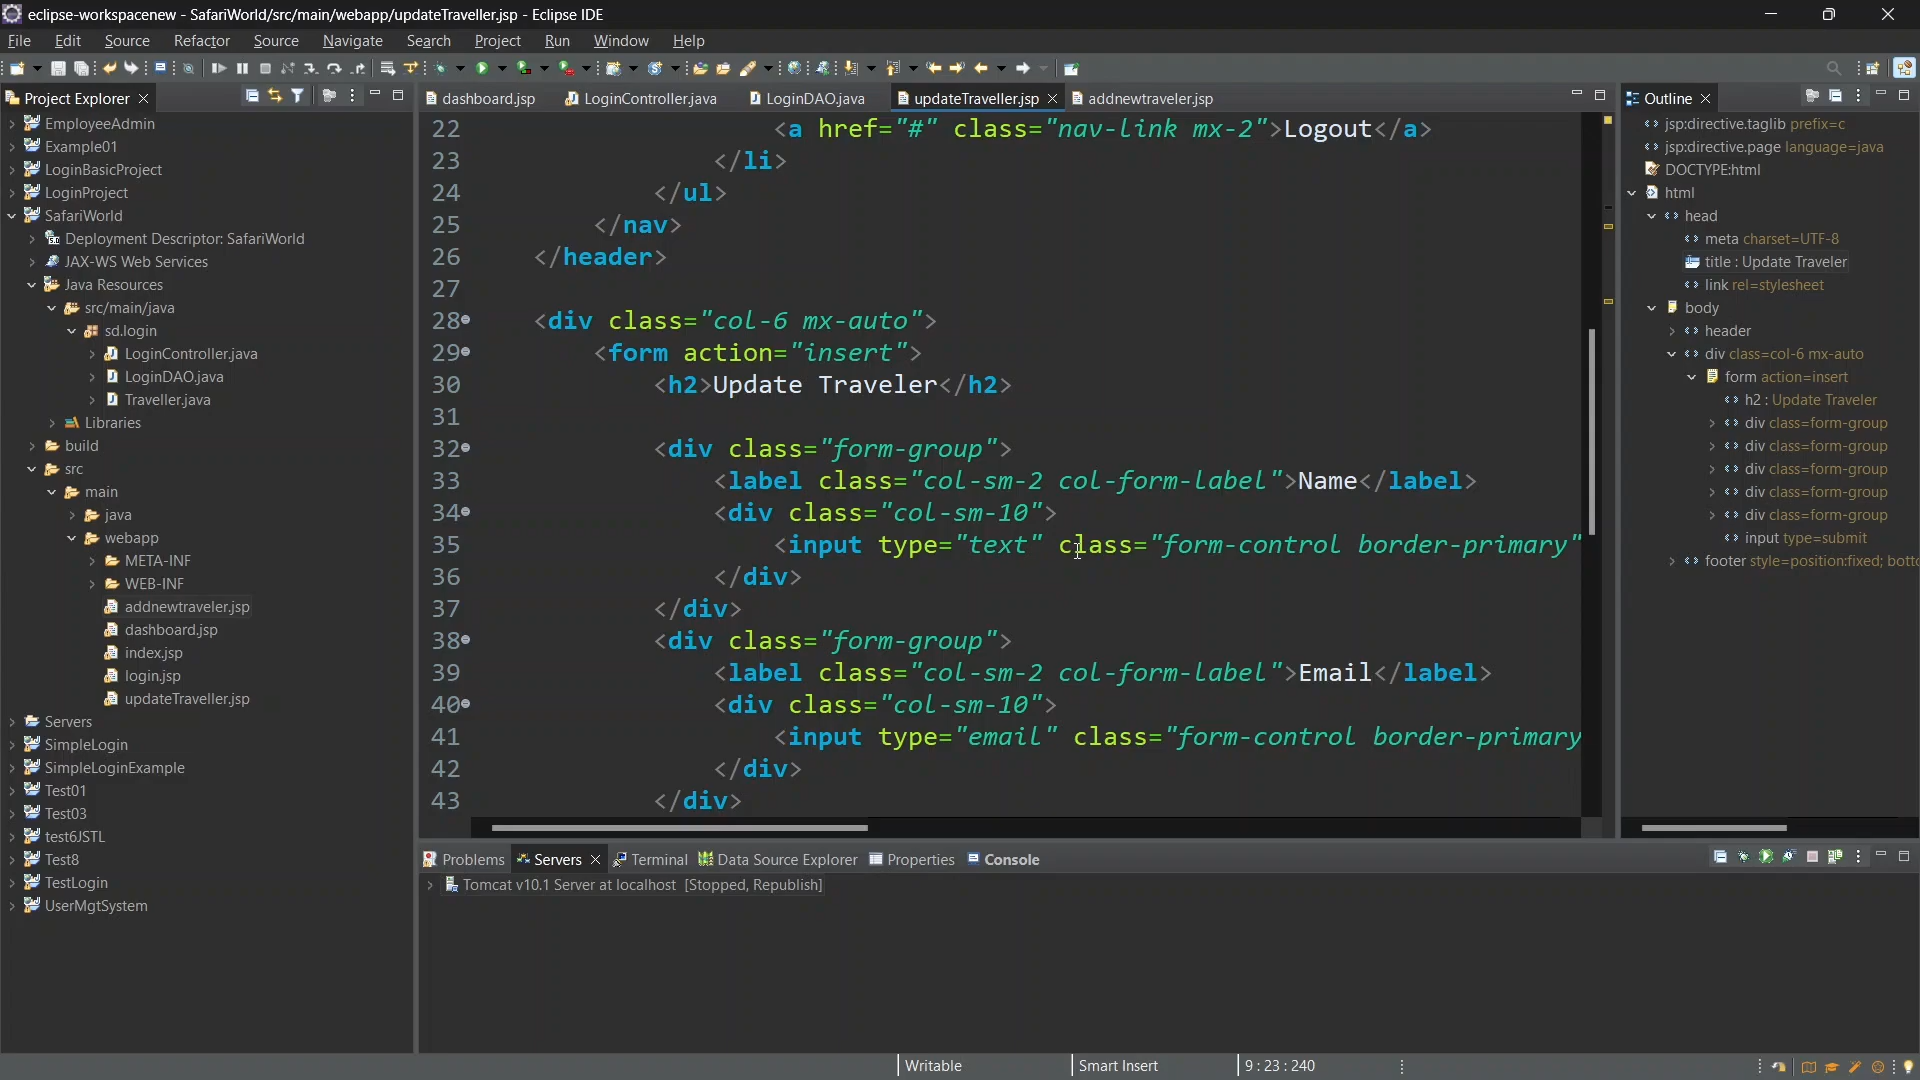 eclipse-workspacenew - SafariWorld/src/main/webapp/updateTraveller.jsp - Eclipse IDE
File Edit Source Refactor Source Navigate Search Project Run Window Help
Project Explorer
EmployeeAdmin
Example01
LoginBasicProject
LoginProject
SafariWorld
Deployment Descriptor: SafariWorld
JAX-WS Web Services
Java Resources
src/main/java
sd.login
LoginController.java
LoginDAO.java
Traveller.java
Libraries
build
src
main
java
webapp
META-INF
WEB-INF
addnewtraveler.jsp
dashboard.jsp
index.jsp
login.jsp
updateTraveller.jsp
Servers
SimpleLogin
SimpleLoginExample
Test01
Test03
test6JSTL
Test8
TestLogin
UserMgtSystem
dashboard.jsp LoginController.java LoginDAO.java updateTraveller.jsp addnewtraveler.jsp
22 <a href="#" class="nav-link mx-2">Logout</a>
23 </li>
24 </ul>
25 </nav>
26 </header>
27
28 <div class="col-6 mx-auto">
29 <form action="insert">
30 <h2>Update Traveler</h2>
31
32 <div class="form-group">
33 <label class="col-sm-2 col-form-label">Name</label>
34 <div class="col-sm-10">
35 <input type="text" class="form-control border-primary"
36 </div>
37 </div>
38 <div class="form-group">
39 <label class="col-sm-2 col-form-label">Email</label>
40 <div class="col-sm-10">
41 <input type="email" class="form-control border-primary
42 </div>
43 </div>
Outline
jsp:directive.taglib prefix=c
jsp:directive.page language=java
DOCTYPE:html
html
head
meta charset=UTF-8
title : Update Traveler
link rel=stylesheet
body
header
div class=col-6 mx-auto
form action=insert
h2 : Update Traveler
div class=form-group
div class=form-group
div class=form-group
div class=form-group
div class=form-group
input type=submit
footer style=position:fixed; botto
Problems Servers Terminal Data Source Explorer Properties Console
Tomcat v10.1 Server at localhost [Stopped, Republish]
Writable Smart Insert 9 : 23 : 240